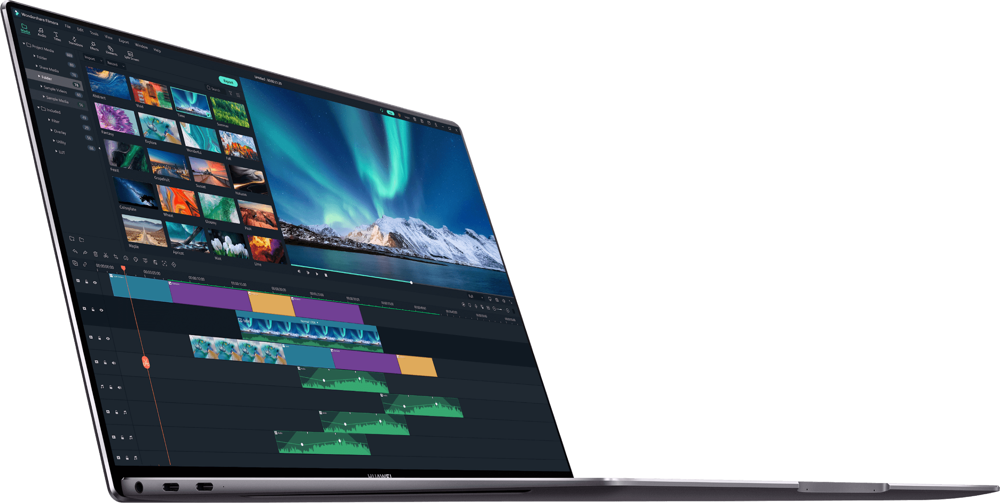 Wondershare Filmora File Edit Tools View Export Window Help
Media Audio Titles Transitions Effects Elements Split Screen
Project Media 889
Folder 89
Share Media 78
Folder 78
Sample Videos 60
Sample Media 56
Included
Filter 49
Overlay 29
Utility 56
LUT 68
Import Record
Export
Search
Abstract Vivid Time Summer
Fantasy Explore Wonderful Fall
Feast Grapefruit Sunset Hotumn
Colorplate Wheat Gloomy Peak
Maple Apricot Mint Lime
Untitled : 00:00:21:20
Login
Full
00:00:00:00 00:00:05:00 00:00:10:00 00:00:15:00 00:00:20:00 00:00:25:00 00:00:30:00 00:00:35:00 00:00:40:00 00:00:45:00 00:00:50:00 00:00:55:00
Split Screen Elements Elements
Normal 1.00X
Elements
Audio
Audio
Audio
Audio
HUAWEI